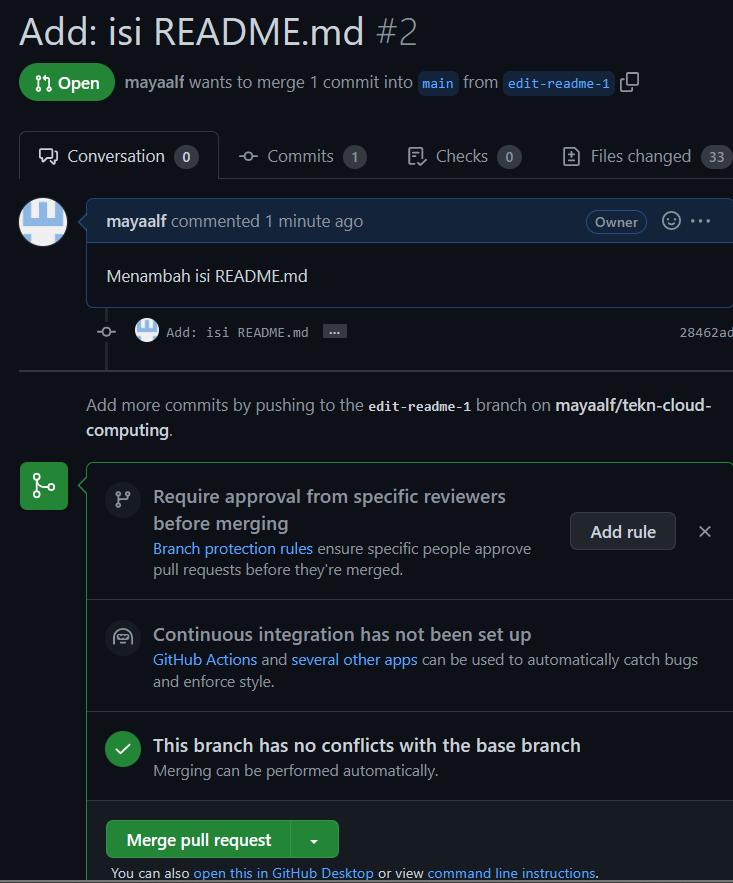 Add: isi README.md #2
Open mayaalf wants to merge 1 commit into main from edit-readme-1
Conversation 0 Commits 1 Checks 0 Files changed 33
mayaalf commented 1 minute ago Owner ...
Menambah isi README.md
Add: isi README.md ... 28462ad
Add more commits by pushing to the edit-readme-1 branch on mayaalf/tekn-cloud-
computing.
Require approval from specific reviewers
before merging
Add rule
Branch protection rules ensure specific people approve
pull requests before they're merged.
Continuous integration has not been set up
GitHub Actions and several other apps can be used to automatically catch bugs
and enforce style.
This branch has no conflicts with the base branch
Merging can be performed automatically.
Merge pull request
You can also open this in GitHub Desktop or view command line instructions.